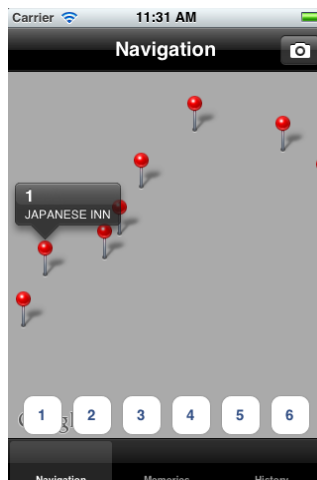 Carrier 11:31 AM
Navigation
1
JAPANESE INN
1 2 3 4 5 6
Navigation Memories History